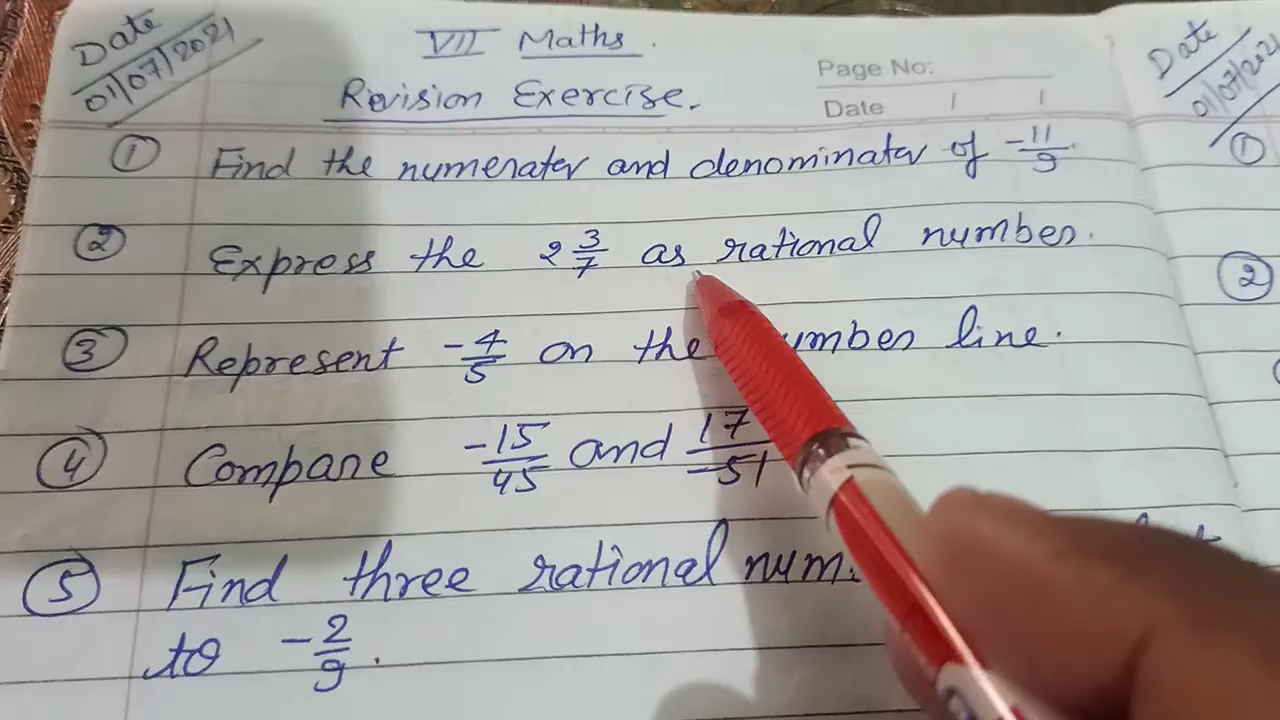 Date
01/07/2021
VII Maths.
Revision Exercise.
Page No:
Date
① Find the numerater and denominater of -11/9.
② Express the 2 3/7 as rational number.
③ Represent -4/5 on the umber line.
④ Compare -15/45 and 17/-51
⑤ Find three rational num
to -2/9.
Date
01/07/2021
①
②